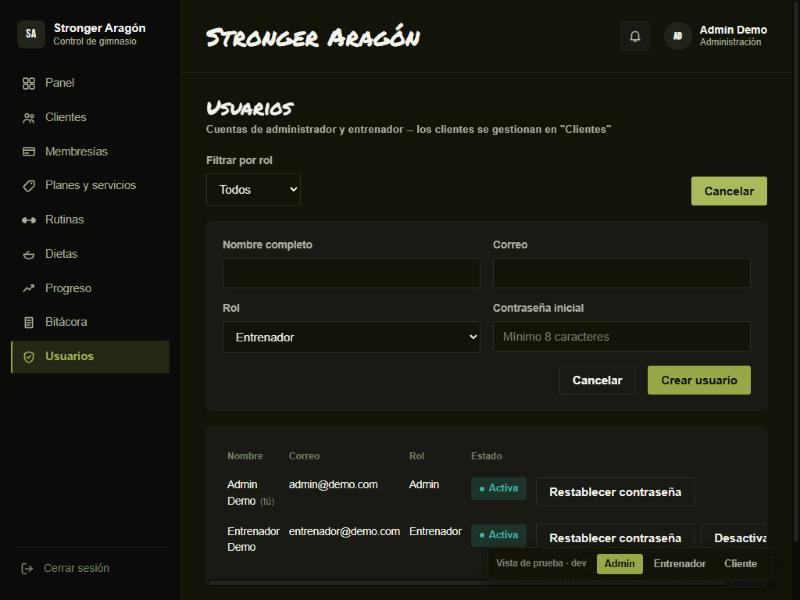 SA
Stronger Aragón
Control de gimnasio
Panel
Clientes
Membresías
Planes y servicios
Rutinas
Dietas
Progreso
Bitácora
Usuarios
Cerrar sesión
Stronger Aragón
AD
Admin Demo
Administración
Usuarios
Cuentas de administrador y entrenador -- los clientes se gestionan en "Clientes"
Filtrar por rol
Todos
Cancelar
Nombre completo
Correo
Rol
Contraseña inicial
Entrenador
Mínimo 8 caracteres
Cancelar
Crear usuario
Nombre Correo Rol Estado
Admin Demo (tú) admin@demo.com Admin Activa Restablecer contraseña
Entrenador Demo entrenador@demo.com Entrenador Activa Restablecer contraseña Desactiva
Vista de prueba · dev Admin Entrenador Cliente